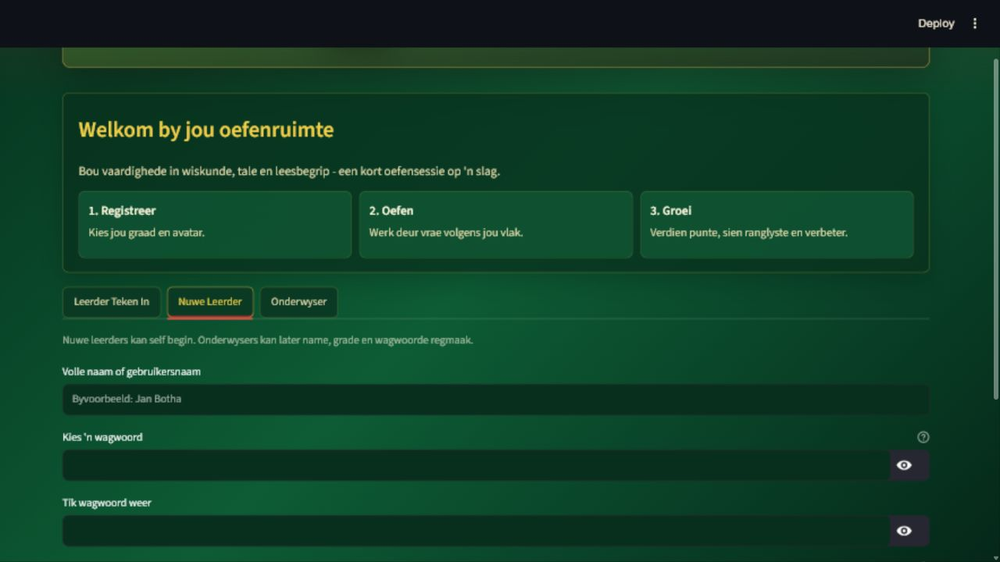 Deploy
Welkom by jou oefenruimte
Bou vaardighede in wiskunde, tale en leesbegrip - een kort oefensessie op 'n slag.
1. Registreer
Kies jou graad en avatar.
2. Oefen
Werk deur vrae volgens jou vlak.
3. Groei
Verdien punte, sien ranglyste en verbeter.
Leerder Teken In
Nuwe Leerder
Onderwyser
Nuwe leerders kan self begin. Onderwysers kan later name, grade en wagwoorde regmaak.
Volle naam of gebruikersnaam
Byvoorbeeld: Jan Botha
Kies 'n wagwoord
Tik wagwoord weer